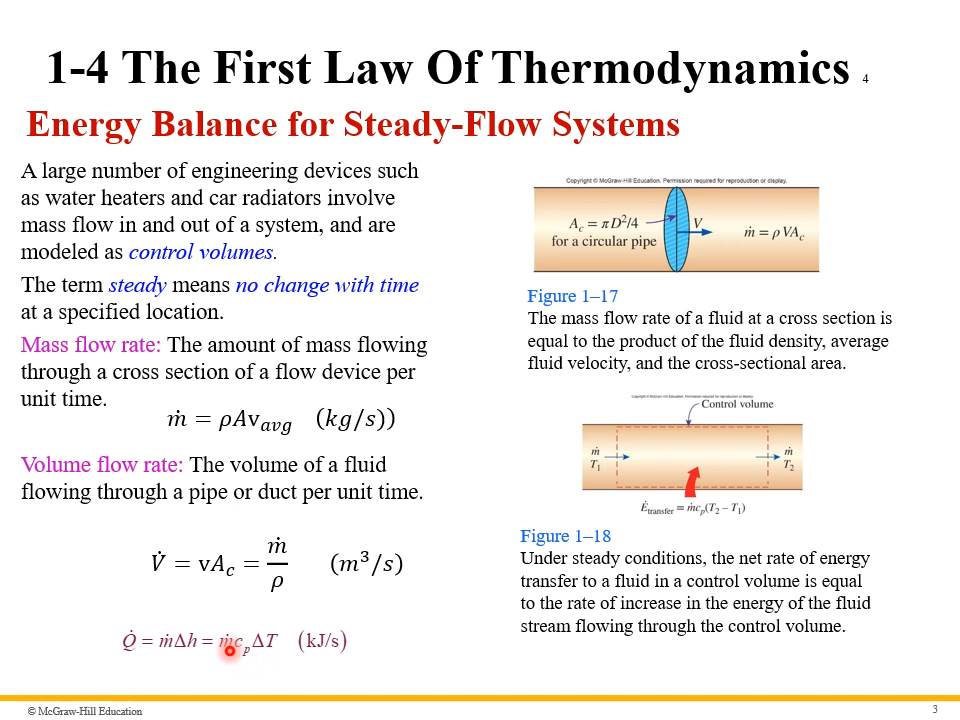 1-4 The First Law Of Thermodynamics 4
Energy Balance for Steady-Flow Systems
A large number of engineering devices such
as water heaters and car radiators involve
mass flow in and out of a system, and are
modeled as control volumes.
The term steady means no change with time
at a specified location.
Mass flow rate: The amount of mass flowing
through a cross section of a flow device per
unit time.
ṁ = ρAv_avg (kg/s))
Volume flow rate: The volume of a fluid
flowing through a pipe or duct per unit time.
V̇ = vA_c = ṁ/ρ (m³/s)
Q̇ = ṁΔh = ṁc_pΔT (kJ/s)
Copyright © McGraw-Hill Education. Permission required for reproduction or display.
A_c = πD²/4
for a circular pipe
V
ṁ = ρVA_c
Figure 1–17
The mass flow rate of a fluid at a cross section is
equal to the product of the fluid density, average
fluid velocity, and the cross-sectional area.
Copyright © McGraw-Hill Education. Permission required for reproduction or display.
Control volume
ṁ
T₁
ṁ
T₂
Ė_transfer = ṁc_p(T₂ – T₁)
Figure 1–18
Under steady conditions, the net rate of energy
transfer to a fluid in a control volume is equal
to the rate of increase in the energy of the fluid
stream flowing through the control volume.
© McGraw-Hill Education
3